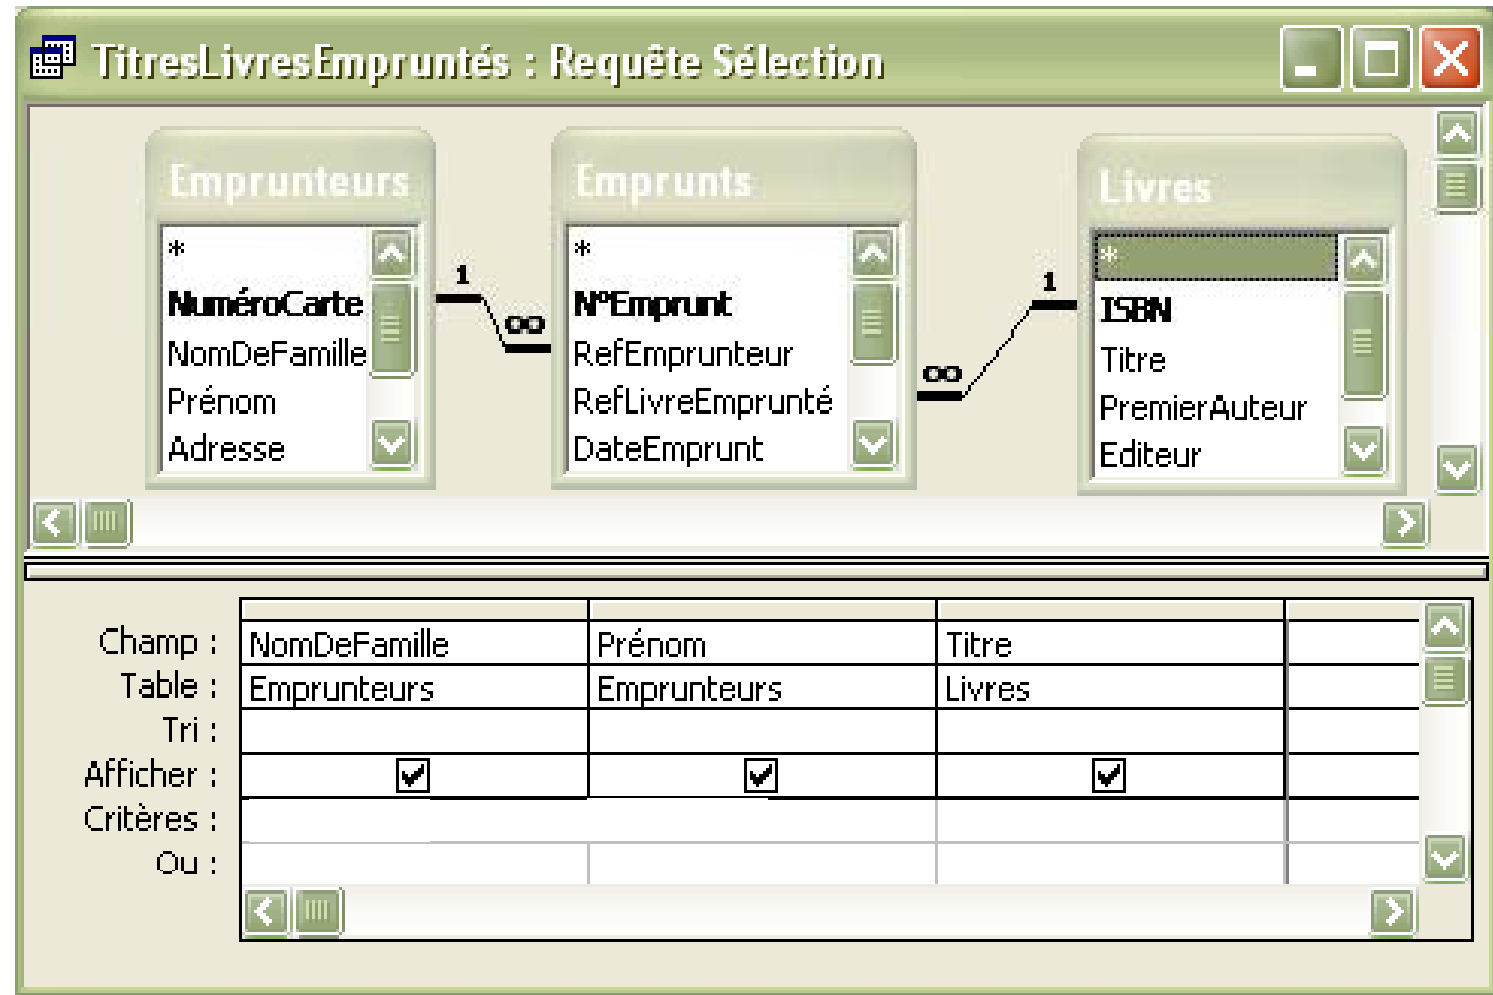 TitresLivresEmpruntés : Requête Sélection
Emprunteurs
*
NuméroCarte
NomDeFamille
Prénom
Adresse
1
∞
Emprunts
*
N°Emprunt
RefEmprunteur
RefLivreEmprunté
DateEmprunt
∞
1
Livres
*
ISBN
Titre
PremierAuteur
Editeur
Champ : NomDeFamille Prénom Titre
Table : Emprunteurs Emprunteurs Livres
Tri :
Afficher :
Critères :
Ou :